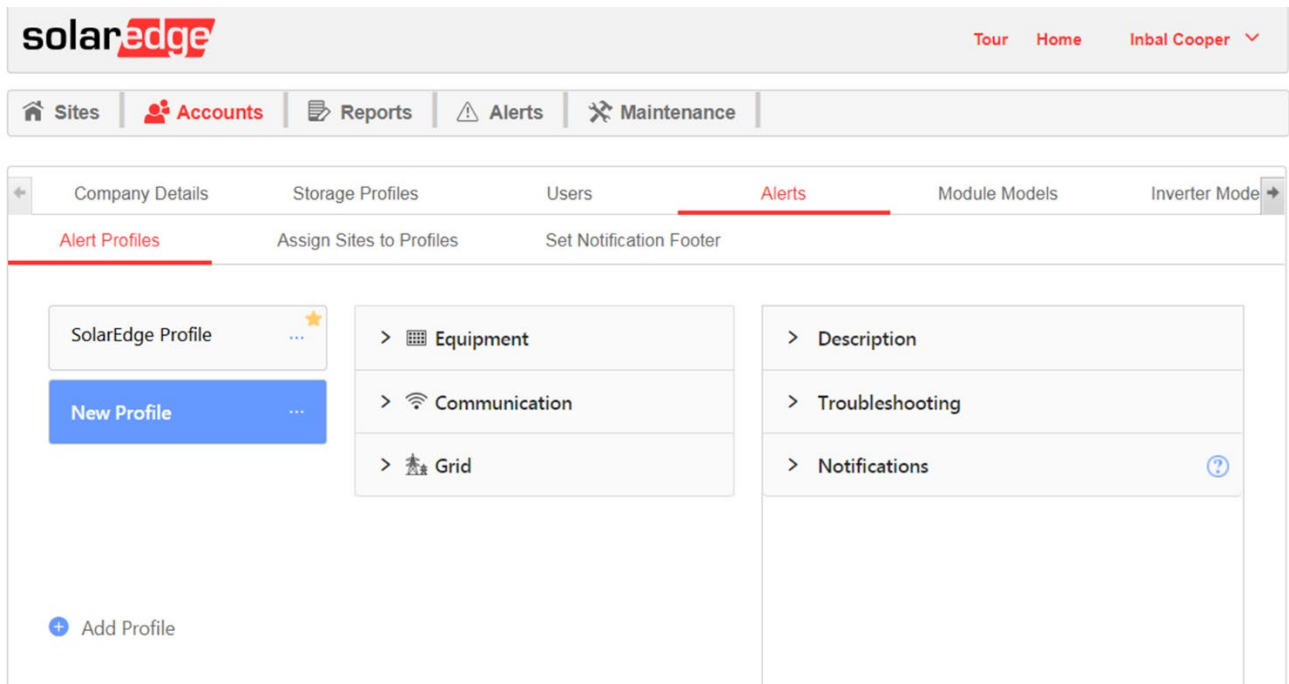 solaredge
Tour Home Inbal Cooper
Sites Accounts Reports Alerts Maintenance
Company Details Storage Profiles Users Alerts Module Models Inverter Mode
Alert Profiles Assign Sites to Profiles Set Notification Footer
SolarEdge Profile ...
Equipment
Description
New Profile ...
Communication
Troubleshooting
Grid
Notifications ?
Add Profile